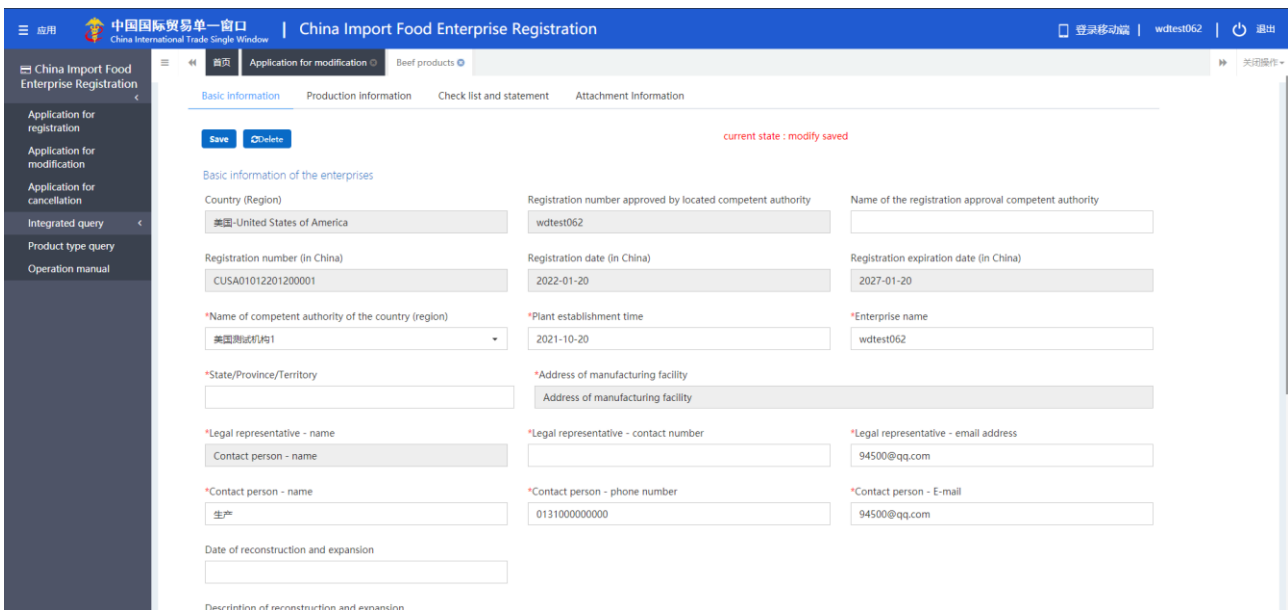 应用
中国国际贸易单一窗口
China International Trade Single Window
China Import Food Enterprise Registration
登录移动端
wdtest062
退出
China Import Food
Enterprise Registration
Application for
registration
Application for
modification
Application for
cancellation
Integrated query
Product type query
Operation manual
首页
Application for modification
Beef products
关闭操作
Basic information
Production information
Check list and statement
Attachment Information
Save
Delete
current state : modify saved
Basic information of the enterprises
Country (Region)
Registration number approved by located competent authority
Name of the registration approval competent authority
美国-United States of America
wdtest062
Registration number (in China)
Registration date (in China)
Registration expiration date (in China)
CUSA01012201200001
2022-01-20
2027-01-20
*Name of competent authority of the country (region)
*Plant establishment time
*Enterprise name
美国测试机构1
2021-10-20
wdtest062
*State/Province/Territory
*Address of manufacturing facility
Address of manufacturing facility
*Legal representative - name
*Legal representative - contact number
*Legal representative - email address
Contact person - name
94500@qq.com
*Contact person - name
*Contact person - phone number
*Contact person - E-mail
生产
0131000000000
94500@qq.com
Date of reconstruction and expansion
Description of reconstruction and expansion